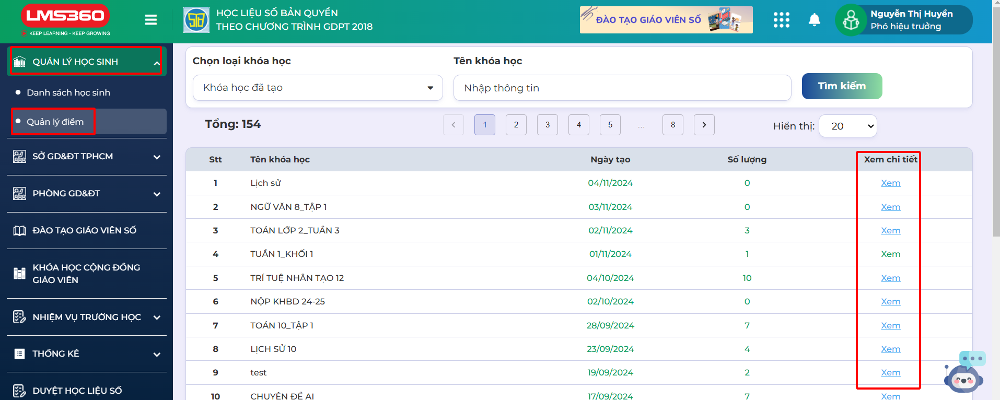 LMS360
KEEP LEARNING - KEEP GROWING
HỌC LIỆU SỐ BẢN QUYỀN
THEO CHƯƠNG TRÌNH GDPT 2018
ĐÀO TẠO GIÁO VIÊN SỐ
Nguyễn Thị Huyền
Phó hiệu trưởng
QUẢN LÝ HỌC SINH
Danh sách học sinh
Quản lý điểm
SỞ GD&ĐT TPHCM
PHÒNG GD&ĐT
ĐÀO TẠO GIÁO VIÊN SỐ
KHÓA HỌC CỘNG ĐỒNG
GIÁO VIÊN
NHIỆM VỤ TRƯỜNG HỌC
THỐNG KÊ
DUYỆT HỌC LIỆU SỐ
Chọn loại khóa học Tên khóa học
Khóa học đã tạo Nhập thông tin Tìm kiếm
Tổng: 154 1 2 3 4 5 ... 8 Hiển thị: 20
Stt Tên khóa học Ngày tạo Số lượng Xem chi tiết
1 Lịch sử 04/11/2024 0 Xem
2 NGỮ VĂN 8_TẬP 1 03/11/2024 0 Xem
3 TOÁN LỚP 2_TUẦN 3 02/11/2024 3 Xem
4 TUẦN 1_KHỐI 1 01/11/2024 1 Xem
5 TRÍ TUỆ NHÂN TẠO 12 04/10/2024 10 Xem
6 NỘP KHBD 24-25 02/10/2024 0 Xem
7 TOÁN 10_TẬP 1 28/09/2024 7 Xem
8 LỊCH SỬ 10 23/09/2024 4 Xem
9 test 19/09/2024 2 Xem
10 CHUYÊN ĐỀ AI 17/09/2024 7 Xem